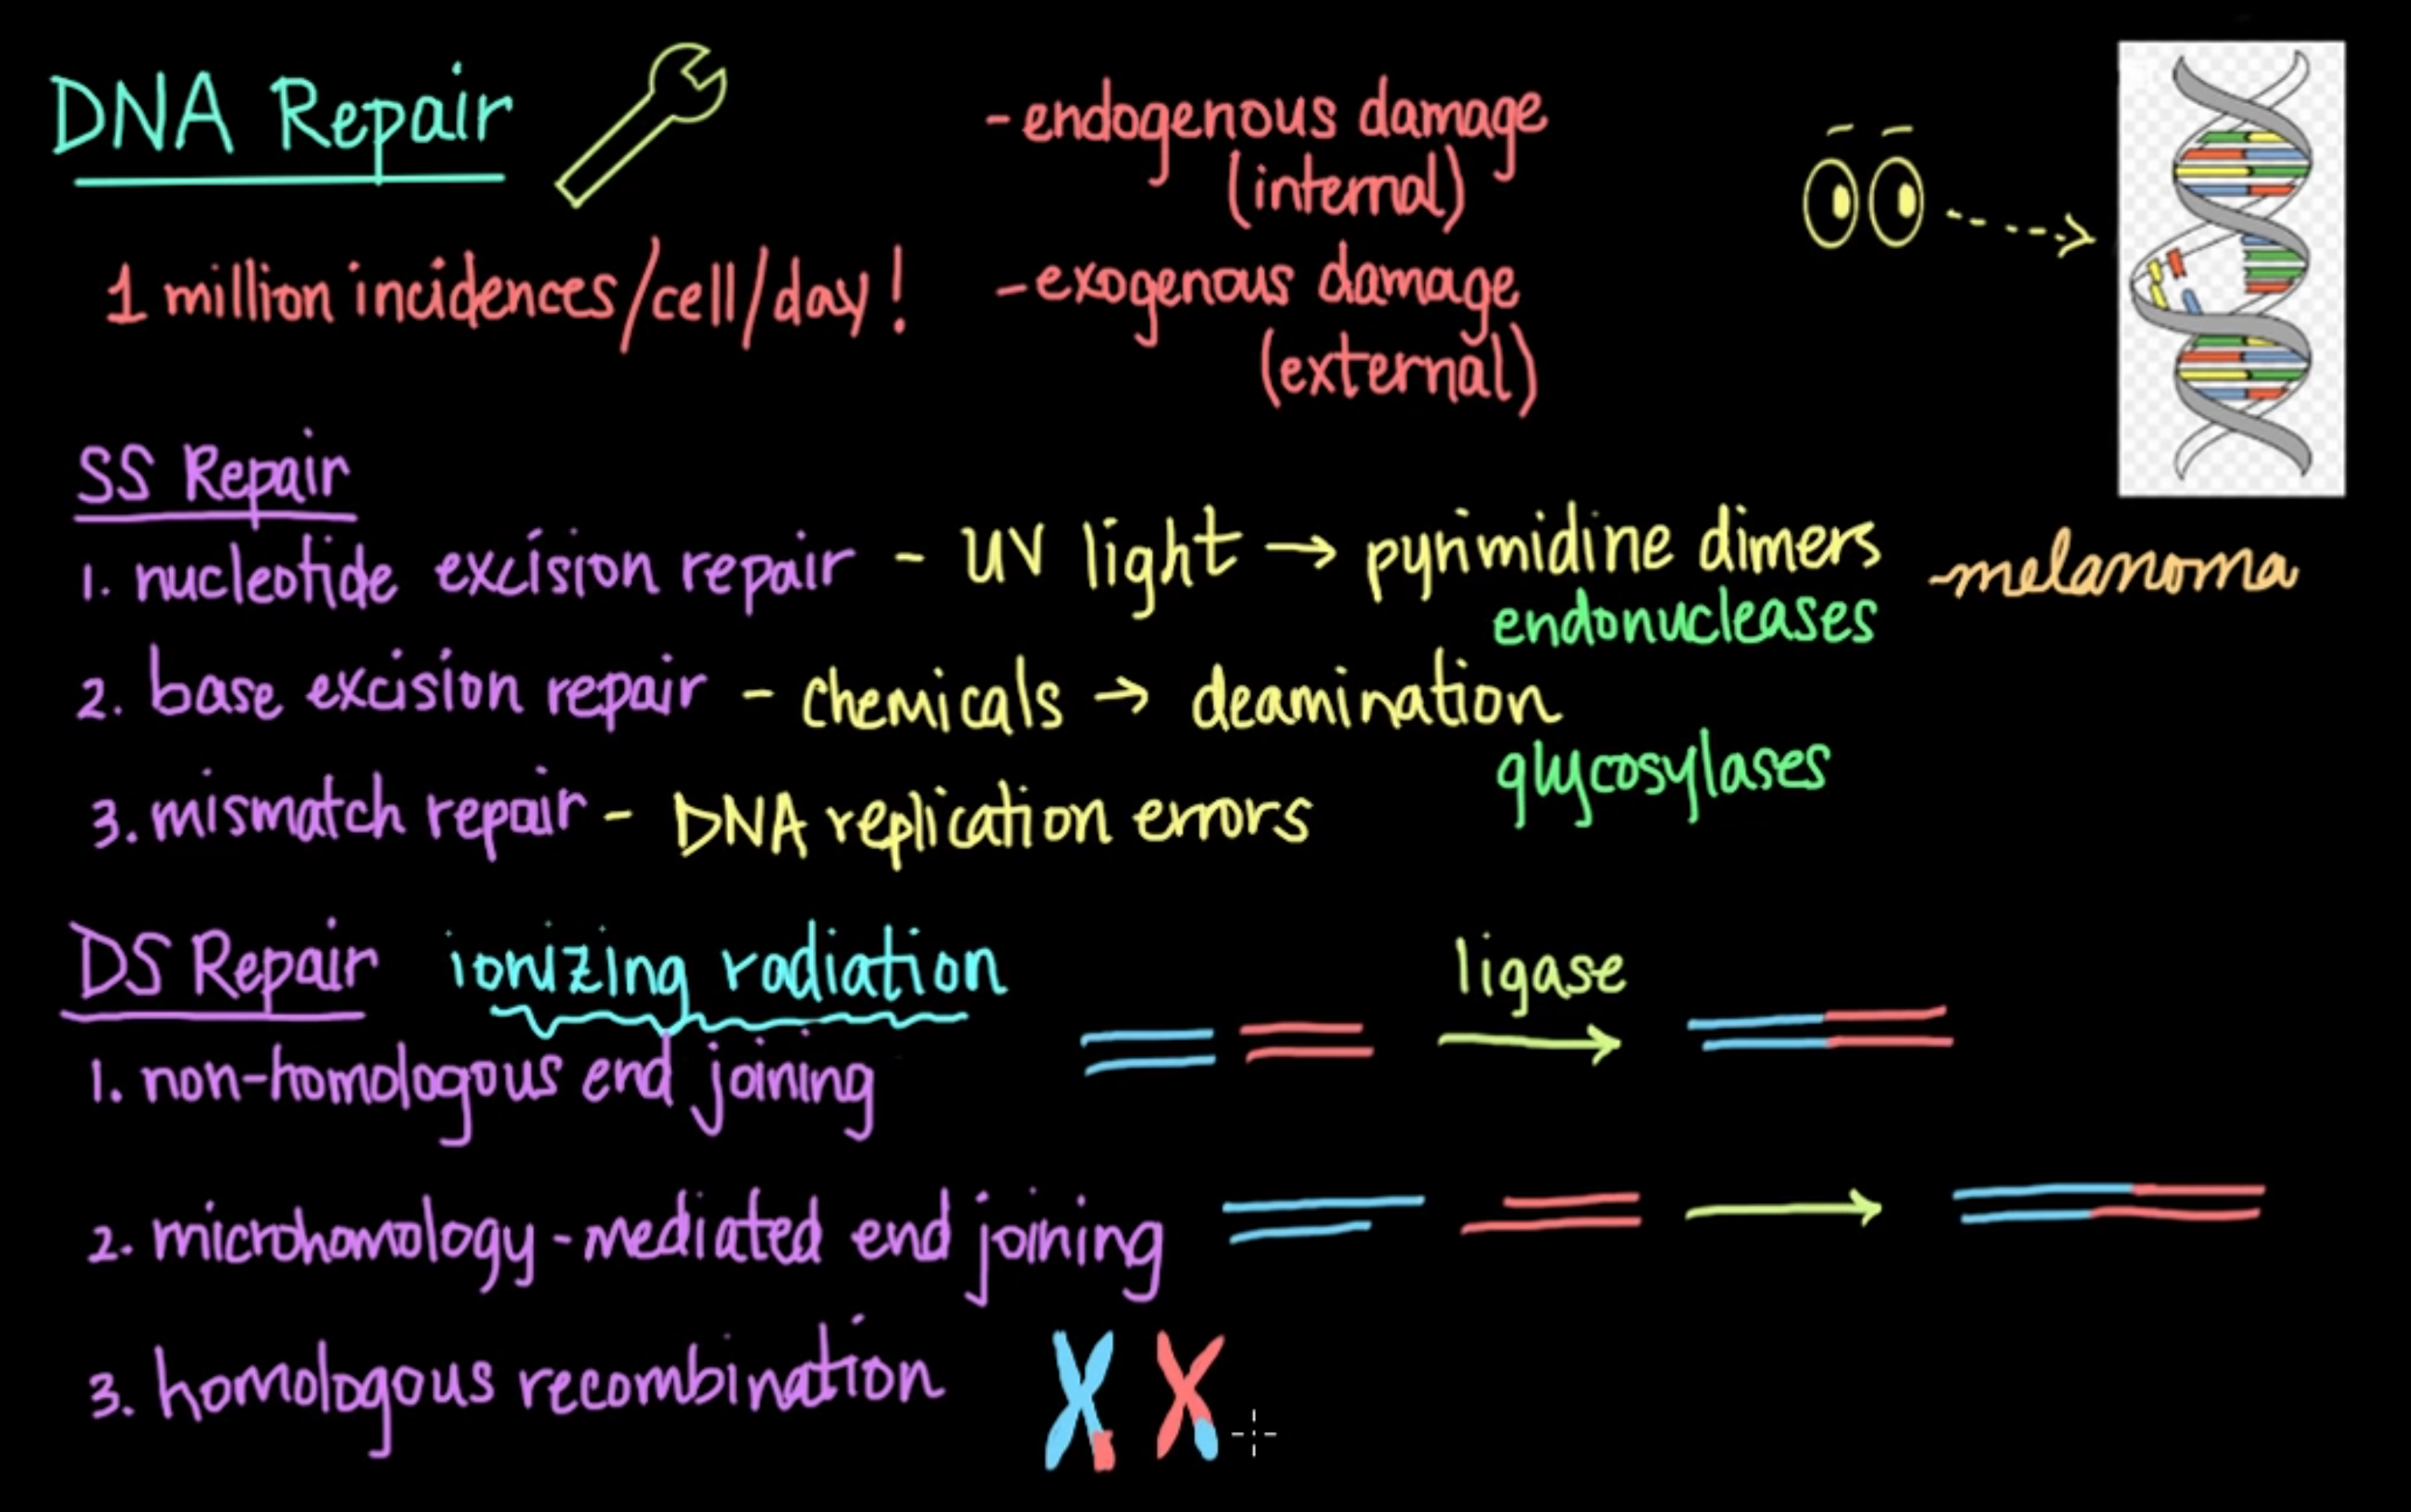 DNA Repair
1 million incidences/cell/day!
- endogenous damage
(internal)
- exogenous damage
(external)
SS Repair
1. nucleotide excision repair - UV light → pyrimidine dimers - melanoma
endonucleases
2. base excision repair - chemicals → deamination
glycosylases
3. mismatch repair - DNA replication errors
DS Repair ionizing radiation
1. non-homologous end joining
ligase
2. microhomology-mediated end joining
3. homologous recombination